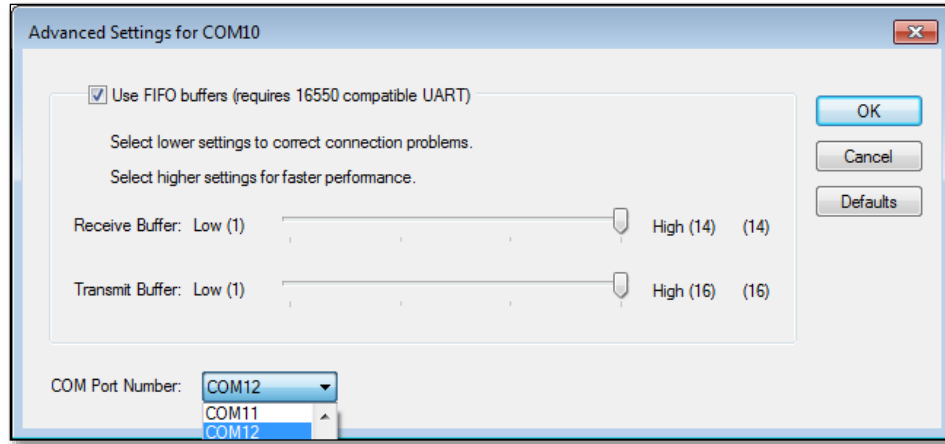 Advanced Settings for COM10
Use FIFO buffers (requires 16550 compatible UART)
OK
Select lower settings to correct connection problems.
Cancel
Select higher settings for faster performance.
Defaults
Receive Buffer: Low (1) High (14) (14)
Transmit Buffer: Low (1) High (16) (16)
COM Port Number: COM12
COM11
COM12